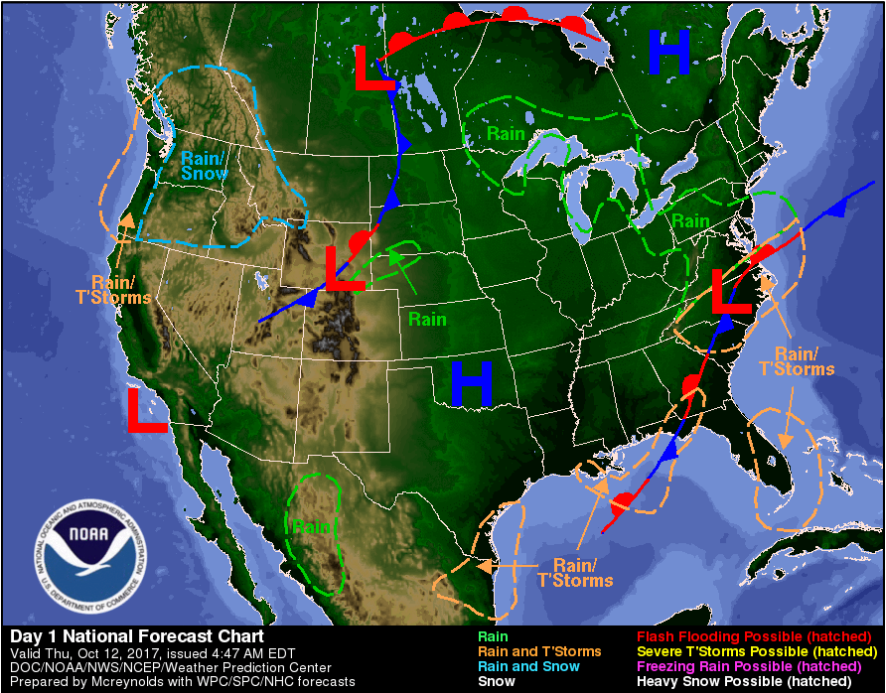 L
H
Rain
Rain/
Snow
Rain
L
Rain/
T'Storms
Rain
L
Rain/
T'Storms
H
L
Rain
Rain/
T'Storms
NATIONAL OCEANIC AND ATMOSPHERIC ADMINISTRATION
NOAA
U.S. DEPARTMENT OF COMMERCE
Day 1 National Forecast Chart
Valid Thu, Oct 12, 2017, issued 4:47 AM EDT
DOC/NOAA/NWS/NCEP/Weather Prediction Center
Prepared by Mcreynolds with WPC/SPC/NHC forecasts
Rain
Rain and T'Storms
Rain and Snow
Snow
Flash Flooding Possible (hatched)
Severe T'Storms Possible (hatched)
Freezing Rain Possible (hatched)
Heavy Snow Possible (hatched)